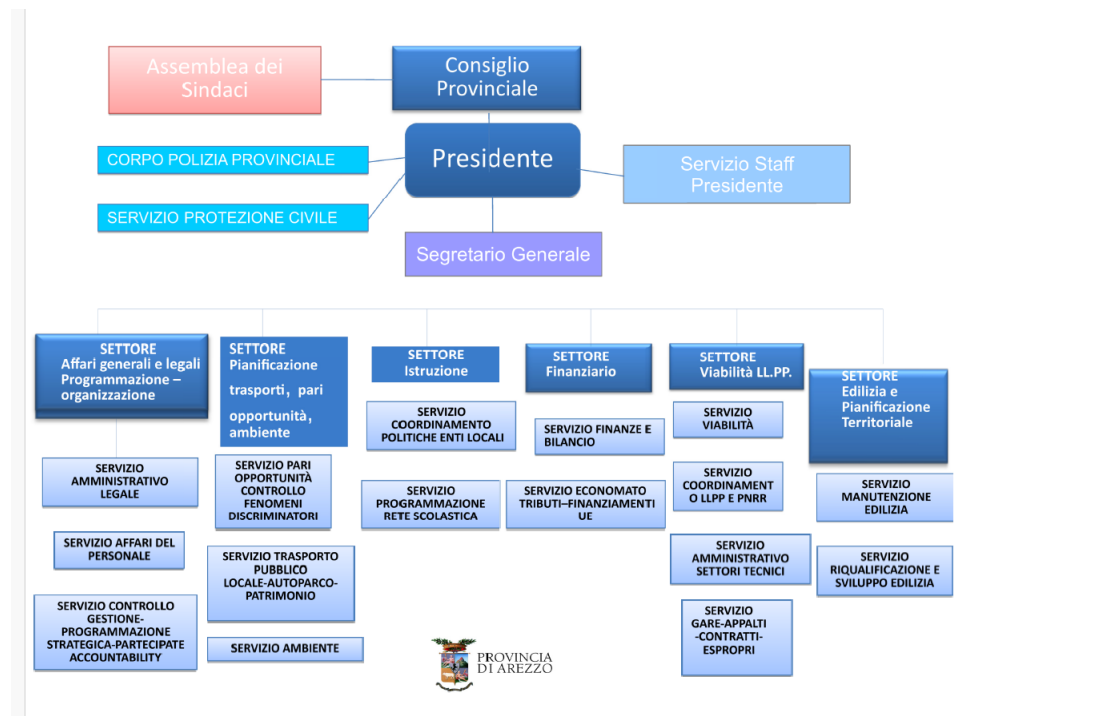 Assemblea dei
Sindaci
Consiglio
Provinciale
CORPO POLIZIA PROVINCIALE
Presidente
Servizio Staff
Presidente
SERVIZIO PROTEZIONE CIVILE
Segretario Generale
SETTORE
Affari generali e legali
Programmazione –
organizzazione
SERVIZIO
AMMINISTRATIVO
LEGALE
SERVIZIO AFFARI DEL
PERSONALE
SERVIZIO CONTROLLO
GESTIONE-
PROGRAMMAZIONE
STRATEGICA-PARTECIPATE
ACCOUNTABILITY
SETTORE
Pianificazione
trasporti, pari
opportunità,
ambiente
SERVIZIO PARI
OPPORTUNITÀ
CONTROLLO
FENOMENI
DISCRIMINATORI
SERVIZIO TRASPORTO
PUBBLICO
LOCALE-AUTOPARCO-
PATRIMONIO
SERVIZIO AMBIENTE
SETTORE
Istruzione
SERVIZIO
COORDINAMENTO
POLITICHE ENTI LOCALI
SERVIZIO
PROGRAMMAZIONE
RETE SCOLASTICA
SETTORE
Finanziario
SERVIZIO FINANZE E
BILANCIO
SERVIZIO ECONOMATO
TRIBUTI–FINANZIAMENTI
UE
SETTORE
Viabilità LL.PP.
SERVIZIO
VIABILITÀ
SERVIZIO
COORDINAMENT
O LLPP E PNRR
SERVIZIO
AMMINISTRATIVO
SETTORI TECNICI
SERVIZIO
GARE-APPALTI
-CONTRATTI-
ESPROPRI
SETTORE
Edilizia e
Pianificazione
Territoriale
SERVIZIO
MANUTENZIONE
EDILIZIA
SERVIZIO
RIQUALIFICAZIONE E
SVILUPPO EDILIZIA
PROVINCIA
DI AREZZO